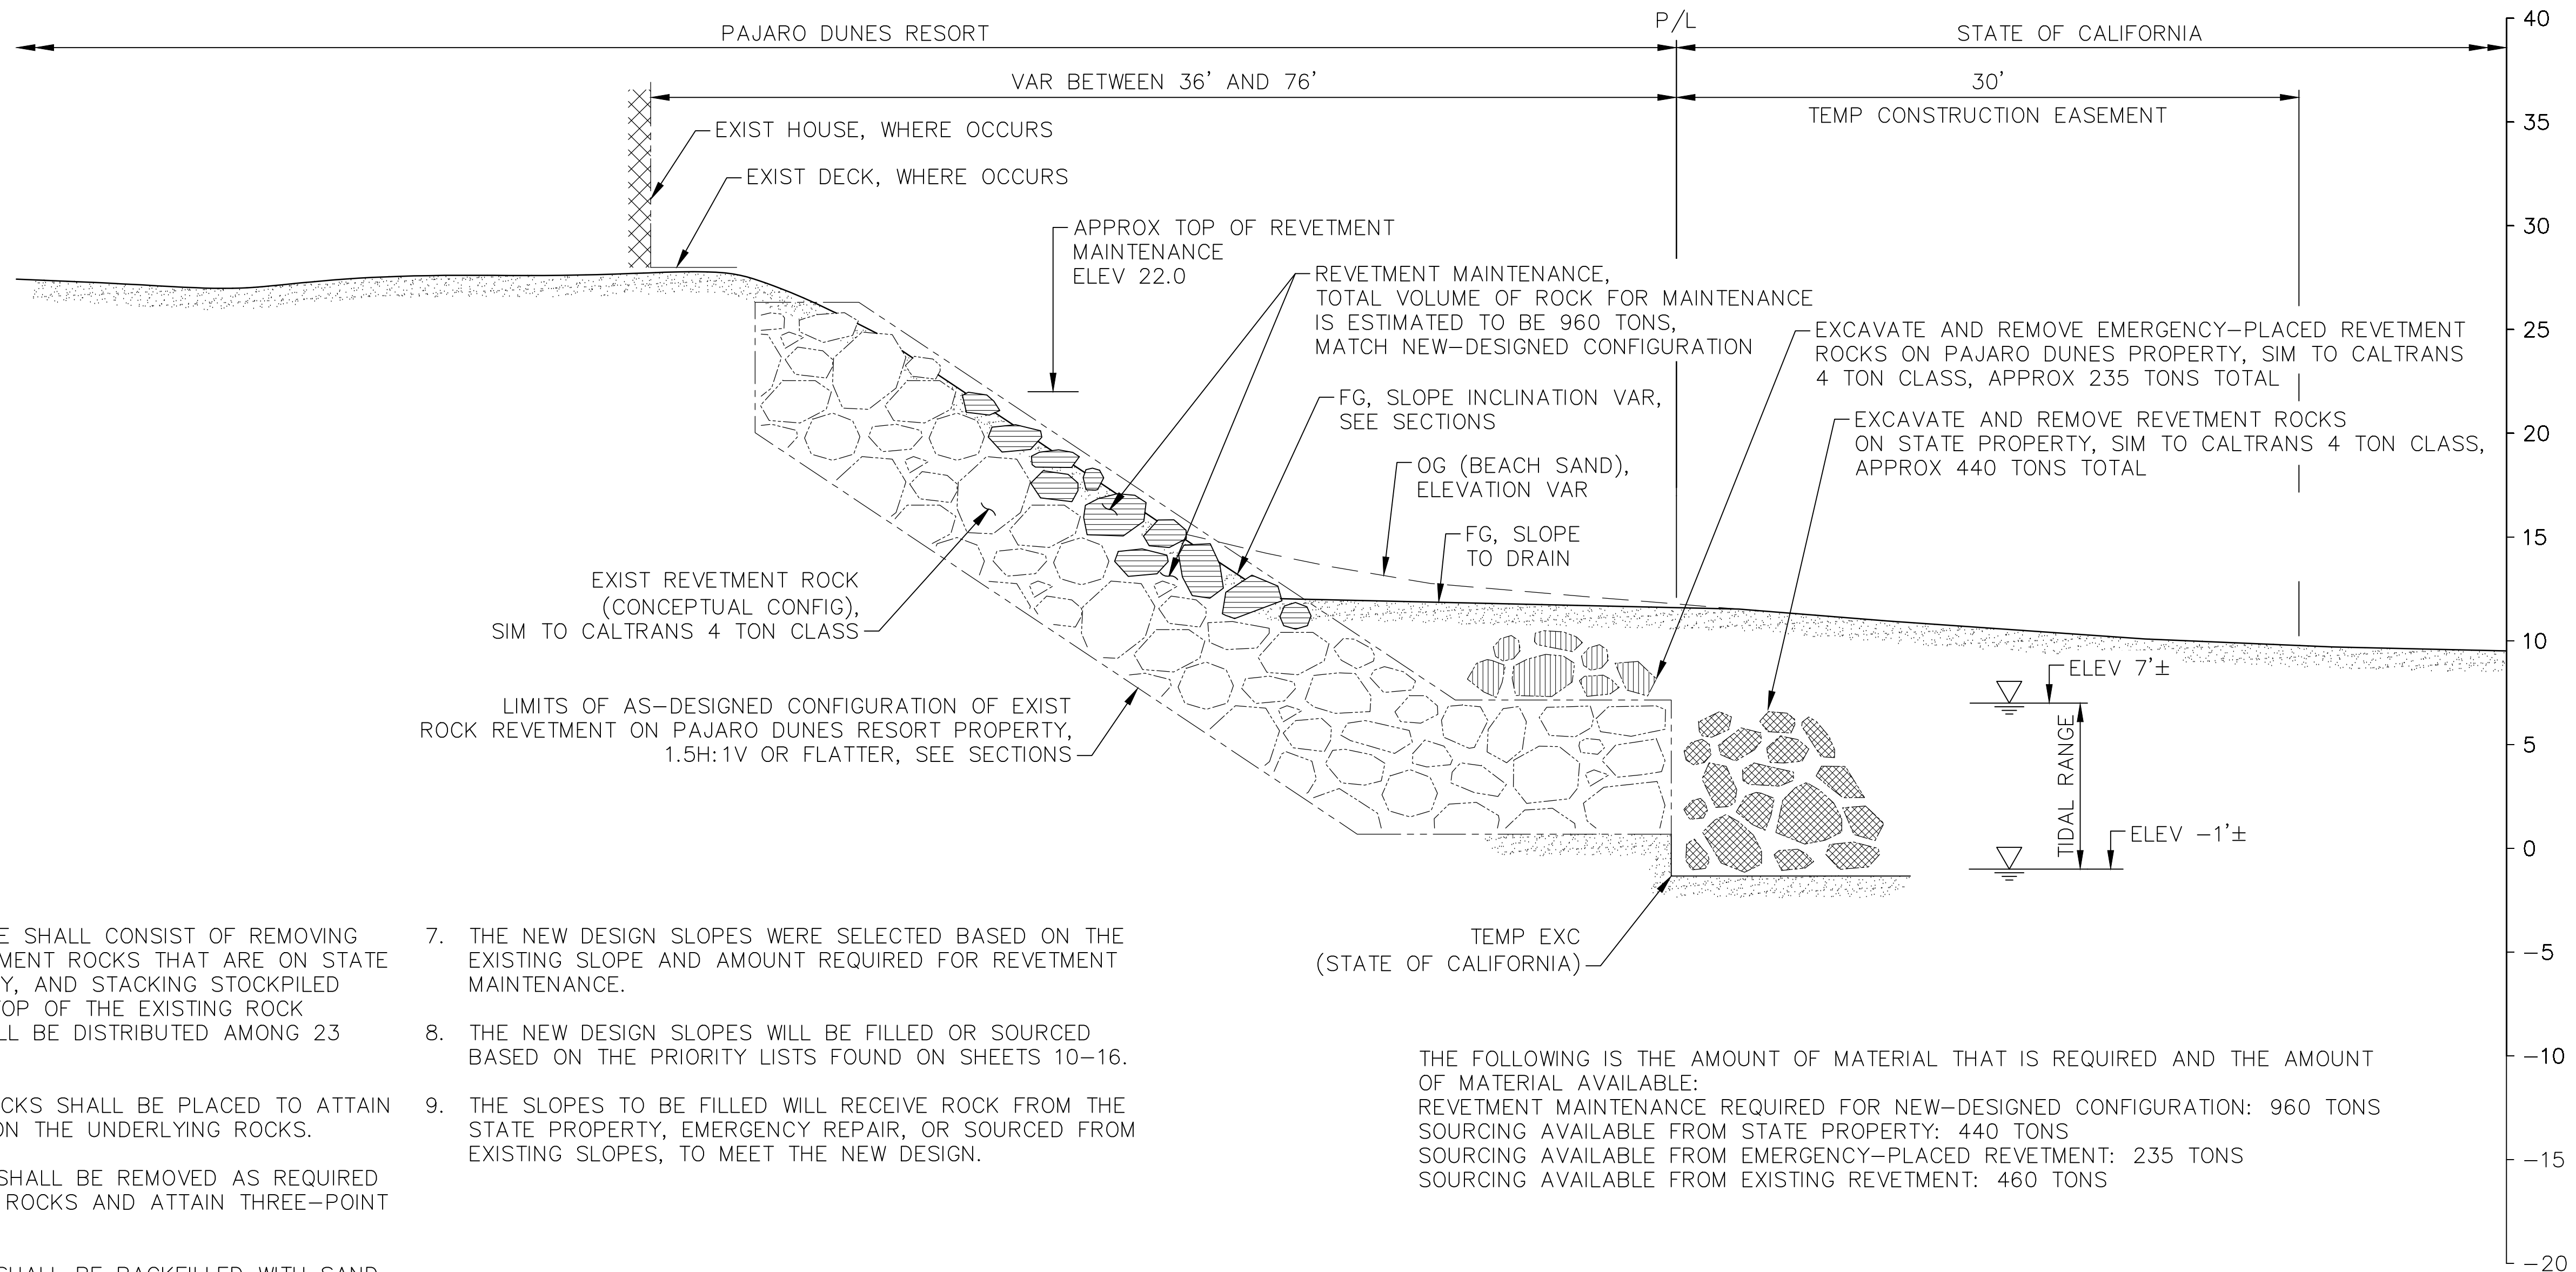 PAJARO DUNES RESORT
P/L
STATE OF CALIFORNIA
VAR BETWEEN 36' AND 76'
30'
TEMP CONSTRUCTION EASEMENT
EXIST HOUSE, WHERE OCCURS
EXIST DECK, WHERE OCCURS
APPROX TOP OF REVETMENT
MAINTENANCE
ELEV 22.0
REVETMENT MAINTENANCE,
TOTAL VOLUME OF ROCK FOR MAINTENANCE
IS ESTIMATED TO BE 960 TONS,
MATCH NEW-DESIGNED CONFIGURATION
EXCAVATE AND REMOVE EMERGENCY-PLACED REVETMENT
ROCKS ON PAJARO DUNES PROPERTY, SIM TO CALTRANS
4 TON CLASS, APPROX 235 TONS TOTAL
FG, SLOPE INCLINATION VAR,
SEE SECTIONS
EXCAVATE AND REMOVE REVETMENT ROCKS
ON STATE PROPERTY, SIM TO CALTRANS 4 TON CLASS,
APPROX 440 TONS TOTAL
OG (BEACH SAND),
ELEVATION VAR
FG, SLOPE
TO DRAIN
EXIST REVETMENT ROCK
(CONCEPTUAL CONFIG),
SIM TO CALTRANS 4 TON CLASS
LIMITS OF AS-DESIGNED CONFIGURATION OF EXIST
ROCK REVETMENT ON PAJARO DUNES RESORT PROPERTY,
1.5H:1V OR FLATTER, SEE SECTIONS
ELEV 7'±
TIDAL RANGE
ELEV -1'±
TEMP EXC
(STATE OF CALIFORNIA)
40
35
30
25
20
15
10
5
0
-5
-10
-15
-20
E SHALL CONSIST OF REMOVING
MENT ROCKS THAT ARE ON STATE
Y, AND STACKING STOCKPILED
TOP OF THE EXISTING ROCK
LL BE DISTRIBUTED AMONG 23
CKS SHALL BE PLACED TO ATTAIN
ON THE UNDERLYING ROCKS.
SHALL BE REMOVED AS REQUIRED
ROCKS AND ATTAIN THREE-POINT
SHALL BE BACKFILLED WITH SAND
7. THE NEW DESIGN SLOPES WERE SELECTED BASED ON THE
EXISTING SLOPE AND AMOUNT REQUIRED FOR REVETMENT
MAINTENANCE.
8. THE NEW DESIGN SLOPES WILL BE FILLED OR SOURCED
BASED ON THE PRIORITY LISTS FOUND ON SHEETS 10-16.
9. THE SLOPES TO BE FILLED WILL RECEIVE ROCK FROM THE
STATE PROPERTY, EMERGENCY REPAIR, OR SOURCED FROM
EXISTING SLOPES, TO MEET THE NEW DESIGN.
THE FOLLOWING IS THE AMOUNT OF MATERIAL THAT IS REQUIRED AND THE AMOUNT
OF MATERIAL AVAILABLE:
REVETMENT MAINTENANCE REQUIRED FOR NEW-DESIGNED CONFIGURATION: 960 TONS
SOURCING AVAILABLE FROM STATE PROPERTY: 440 TONS
SOURCING AVAILABLE FROM EMERGENCY-PLACED REVETMENT: 235 TONS
SOURCING AVAILABLE FROM EXISTING REVETMENT: 460 TONS